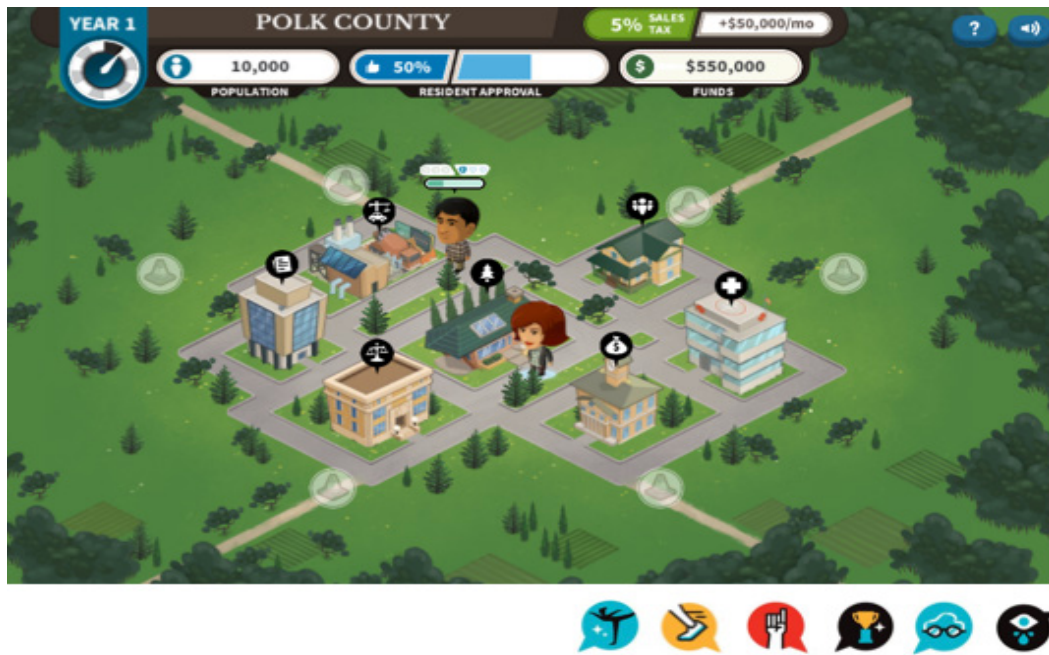 YEAR 1
POLK COUNTY
5% SALES TAX
+$50,000/mo
?
10,000
50%
$ $550,000
POPULATION
RESIDENT APPROVAL
FUNDS
$